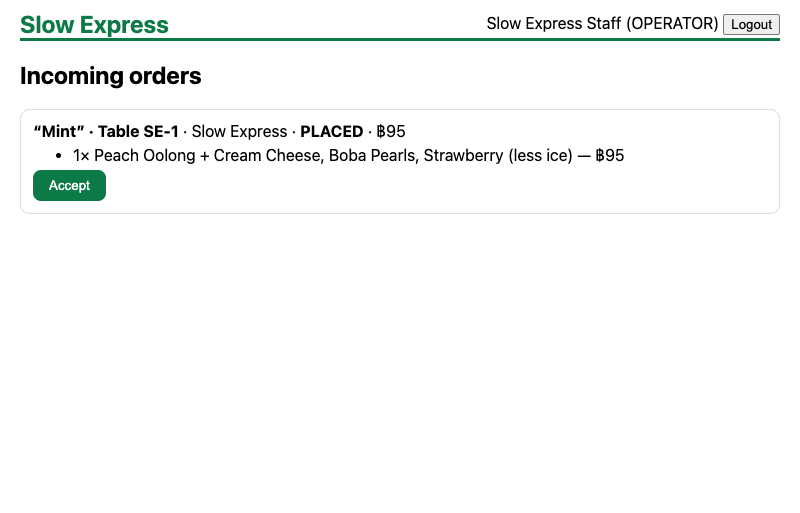 Slow Express
Slow Express Staff (OPERATOR) Logout
Incoming orders
“Mint” · Table SE-1 · Slow Express · PLACED · ฿95
• 1× Peach Oolong + Cream Cheese, Boba Pearls, Strawberry (less ice) — ฿95
Accept